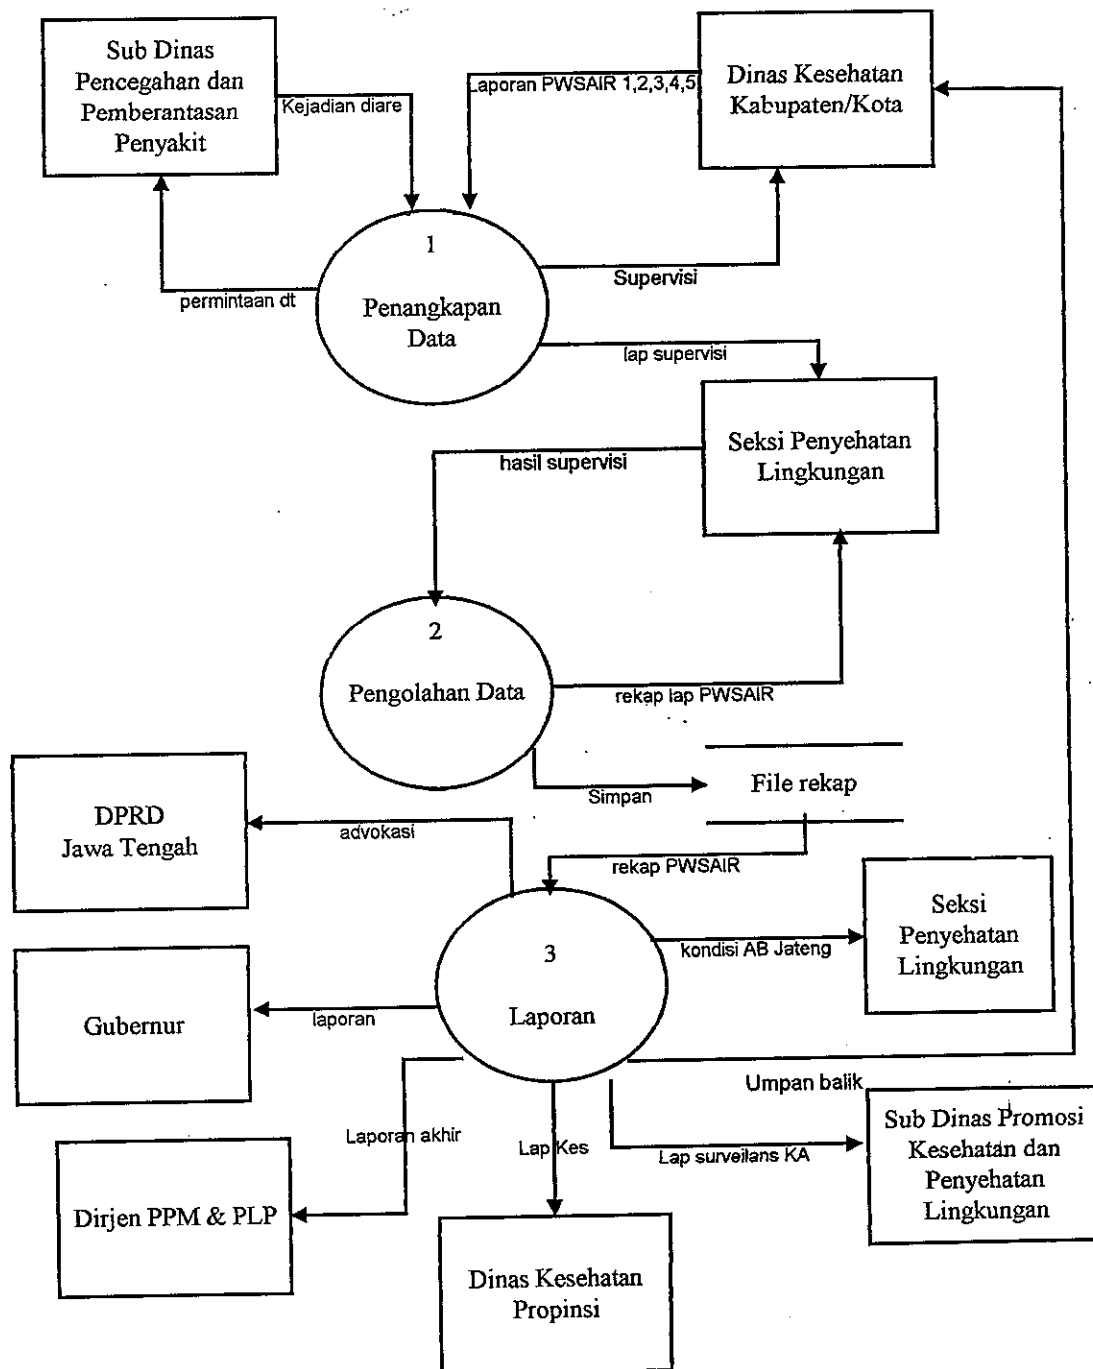 Sub Dinas
Pencegahan dan
Pemberantasan
Penyakit
Kejadian diare
Laporan PWSAIR 1,2,3,4,5
Dinas Kesehatan
Kabupaten/Kota
1
Penangkapan
Data
permintaan dt
Supervisi
lap supervisi
Seksi Penyehatan
Lingkungan
hasil supervisi
2
Pengolahan Data
rekap lap PWSAIR
Simpan
File rekap
DPRD
Jawa Tengah
advokasi
rekap PWSAIR
3
Laporan
kondisi AB Jateng
Seksi
Penyehatan
Lingkungan
Gubernur
laporan
Umpan balik
Laporan akhir
Lap Kes
Lap surveilans KA
Sub Dinas Promosi
Kesehatan dan
Penyehatan
Lingkungan
Dirjen PPM & PLP
Dinas Kesehatan
Propinsi